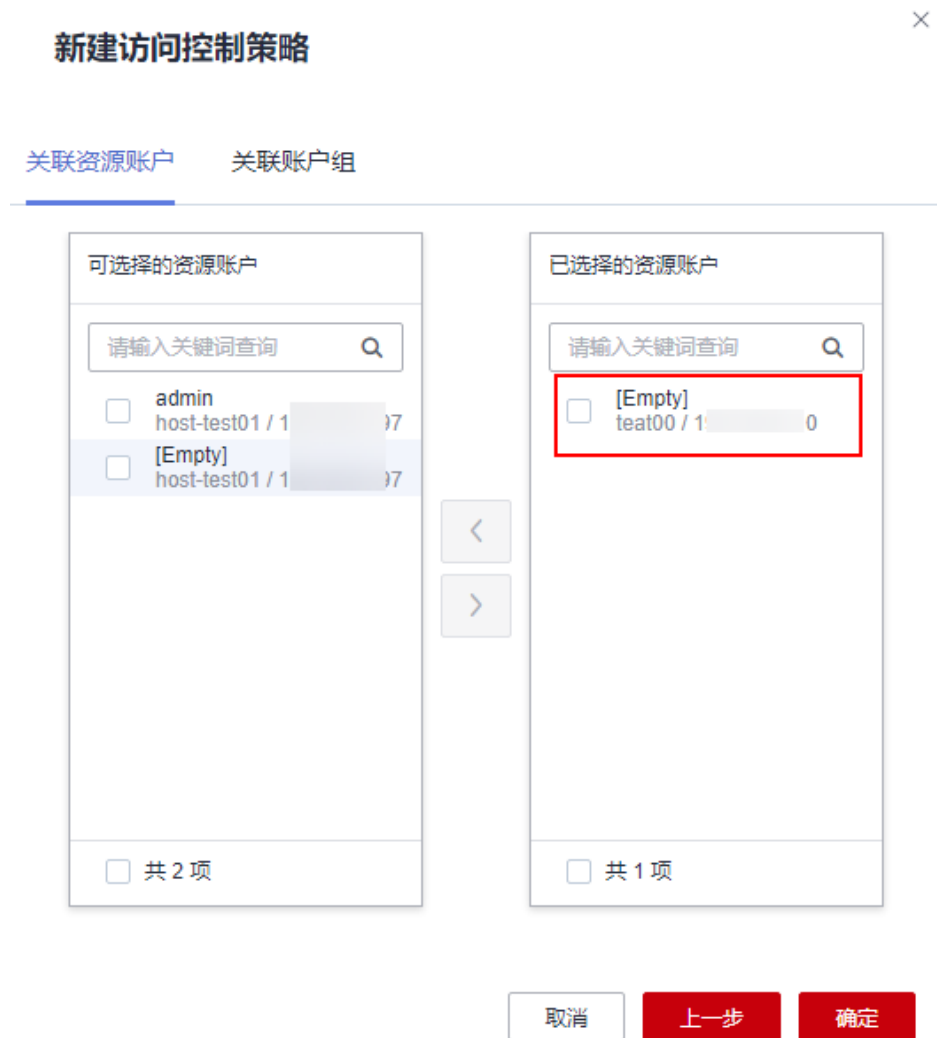 新建访问控制策略
关联资源账户 关联账户组
可选择的资源账户
请输入关键词查询
admin
host-test01 / 1 97
[Empty]
host-test01 / 1 97
共 2 项
已选择的资源账户
请输入关键词查询
[Empty]
teat00 / 1 0
共 1 项
取消 上一步 确定